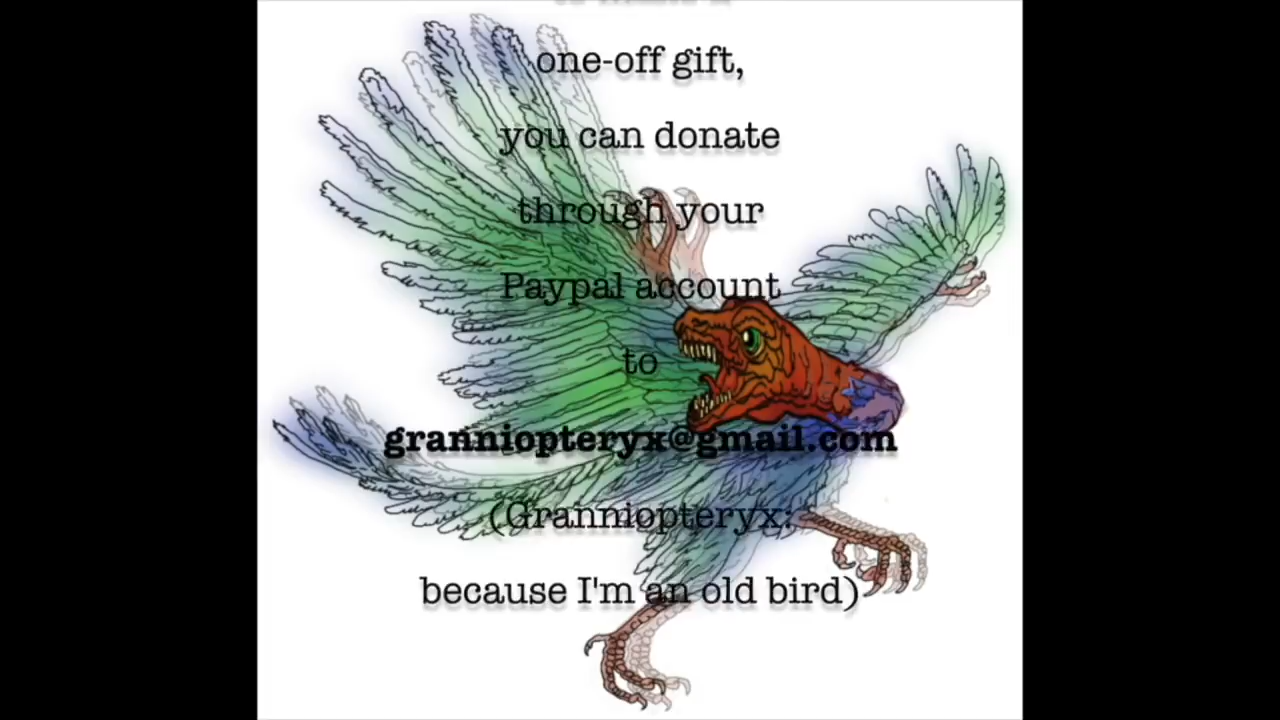 one-off gift,
you can donate
through your
Paypal account
to
granniopteryx@gmail.com
(Granniopteryx:
because I'm an old bird)